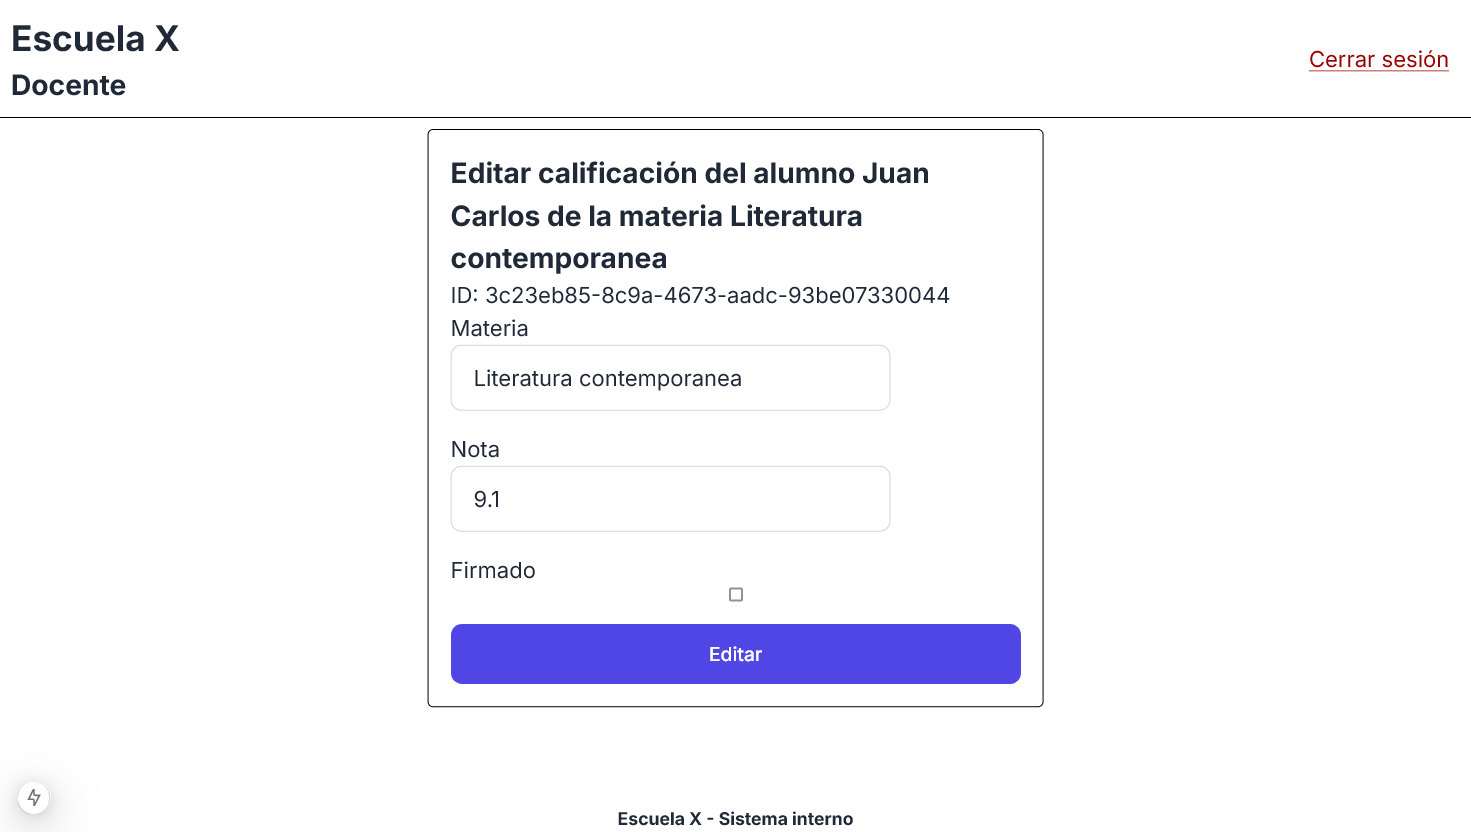 Escuela X
Docente
Cerrar sesión
Editar calificación del alumno Juan
Carlos de la materia Literatura
contemporanea
ID: 3c23eb85-8c9a-4673-aadc-93be07330044
Materia
Literatura contemporanea
Nota
9.1
Firmado
Editar
Escuela X - Sistema interno